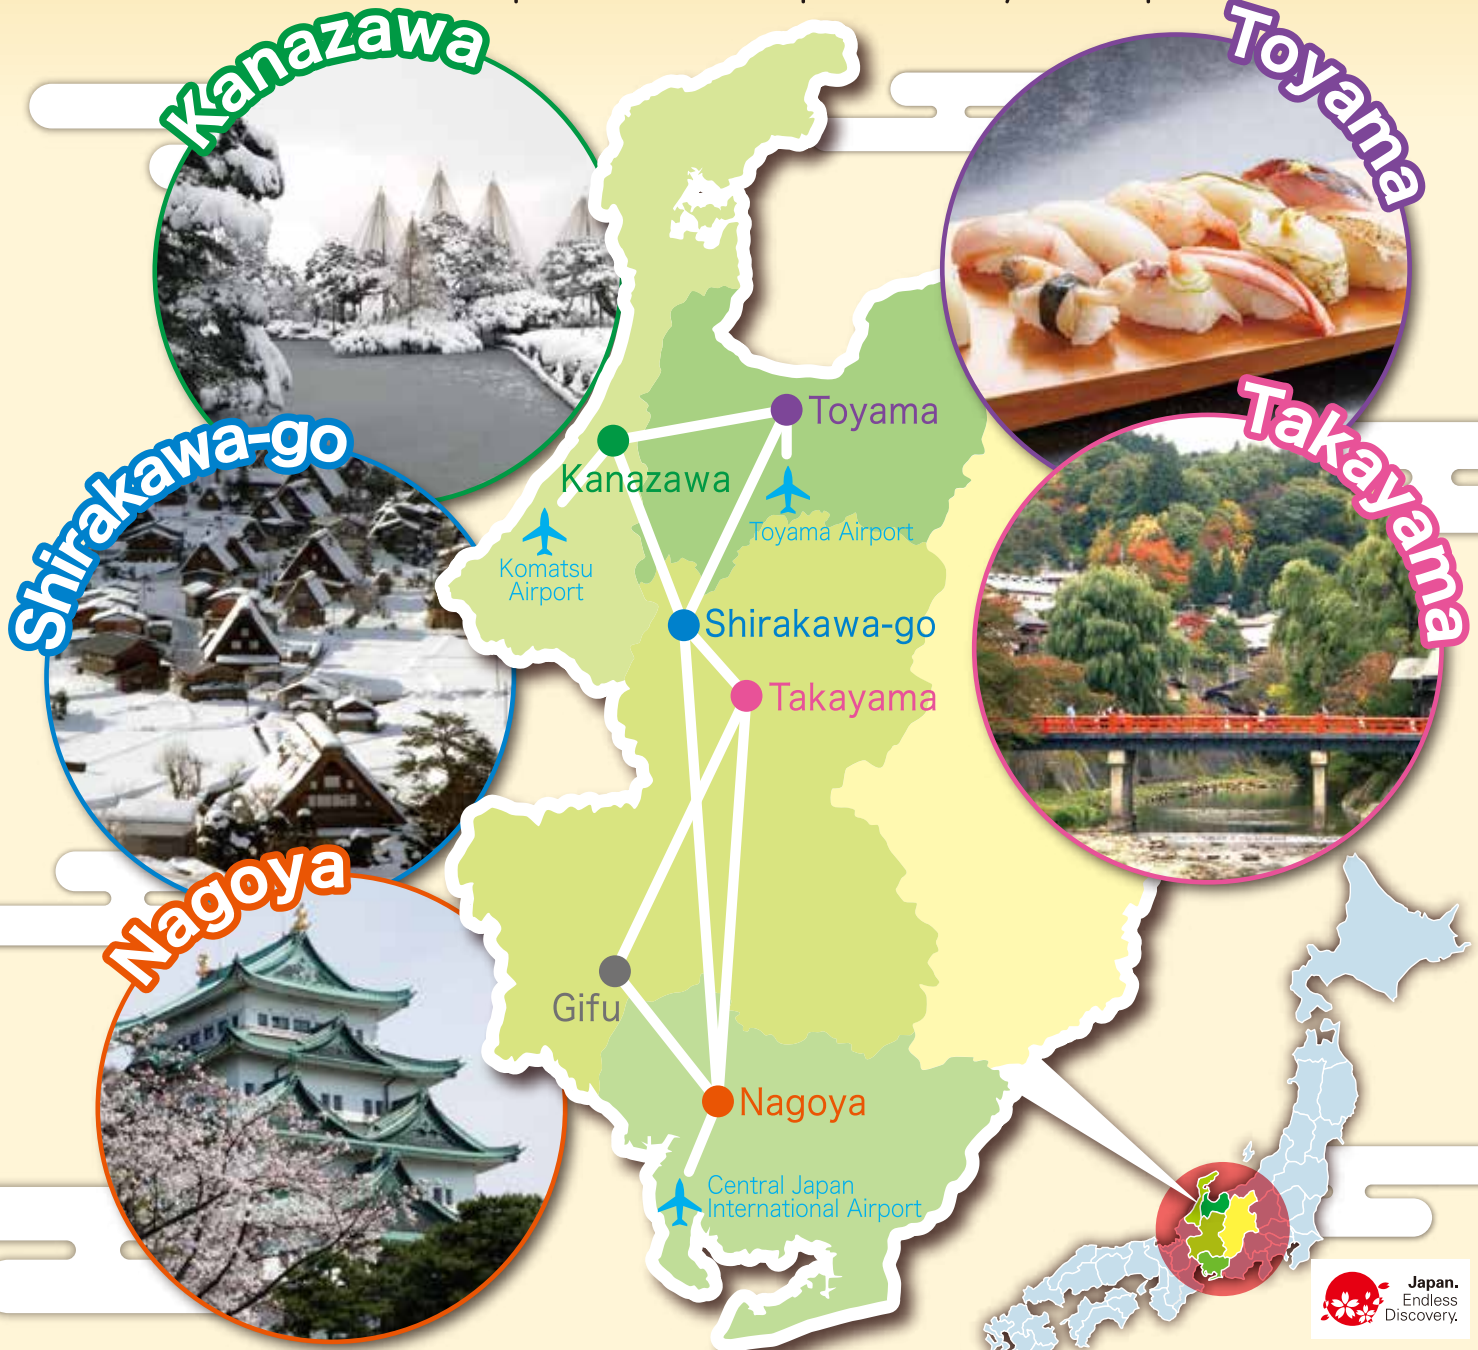 Kanazawa
Toyama
Shirakawa-go
Takayama
Nagoya
Toyama
Kanazawa
Toyama Airport
Komatsu
Airport
Shirakawa-go
Takayama
Gifu
Nagoya
Central Japan
International Airport
Japan.
Endless
Discovery.